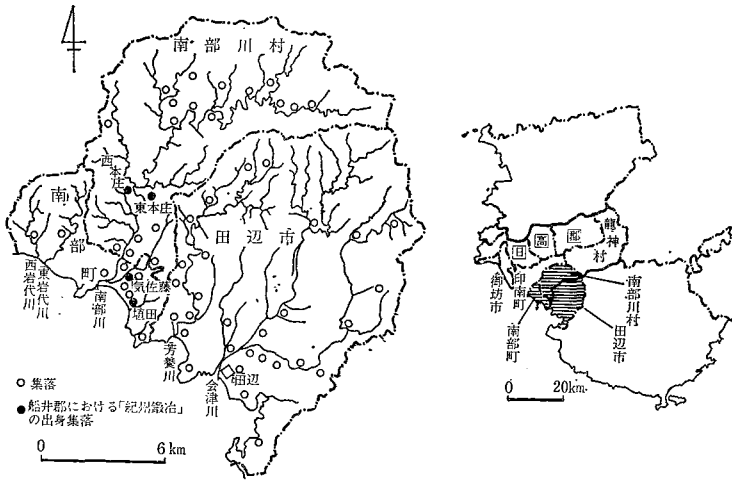 南部川村
西本庄
東本庄
南部町
田辺市
気佐藤
埴田
西岩代川
東岩代川
南部川
芳養川
会津川
田辺
○ 集落
● 船井郡における「紀州鍛冶」
の出身集落
0 6km
日高郡
龍神村
御坊市
印南町
南部町
南部川村
田辺市
0 20km